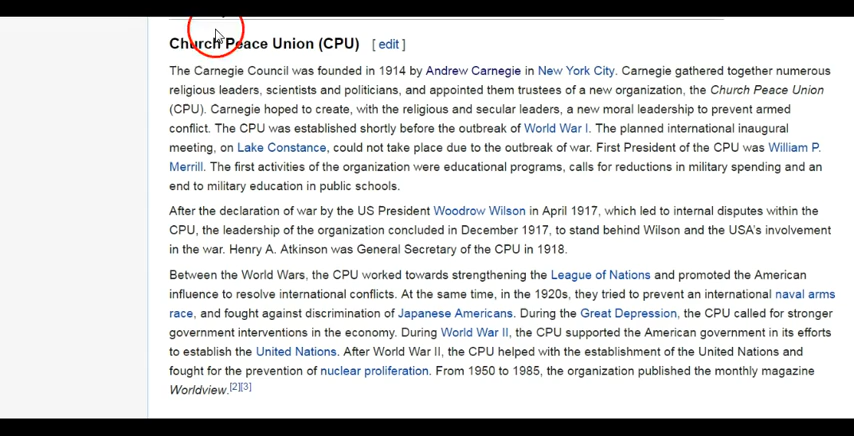 Church Peace Union (CPU) [ edit ]
The Carnegie Council was founded in 1914 by Andrew Carnegie in New York City. Carnegie gathered together numerous
religious leaders, scientists and politicians, and appointed them trustees of a new organization, the Church Peace Union
(CPU). Carnegie hoped to create, with the religious and secular leaders, a new moral leadership to prevent armed
conflict. The CPU was established shortly before the outbreak of World War I. The planned international inaugural
meeting, on Lake Constance, could not take place due to the outbreak of war. First President of the CPU was William P.
Merrill. The first activities of the organization were educational programs, calls for reductions in military spending and an
end to military education in public schools.
After the declaration of war by the US President Woodrow Wilson in April 1917, which led to internal disputes within the
CPU, the leadership of the organization concluded in December 1917, to stand behind Wilson and the USA's involvement
in the war. Henry A. Atkinson was General Secretary of the CPU in 1918.
Between the World Wars, the CPU worked towards strengthening the League of Nations and promoted the American
influence to resolve international conflicts. At the same time, in the 1920s, they tried to prevent an international naval arms
race, and fought against discrimination of Japanese Americans. During the Great Depression, the CPU called for stronger
government interventions in the economy. During World War II, the CPU supported the American government in its efforts
to establish the United Nations. After World War II, the CPU helped with the establishment of the United Nations and
fought for the prevention of nuclear proliferation. From 1950 to 1985, the organization published the monthly magazine
Worldview.[2][3]